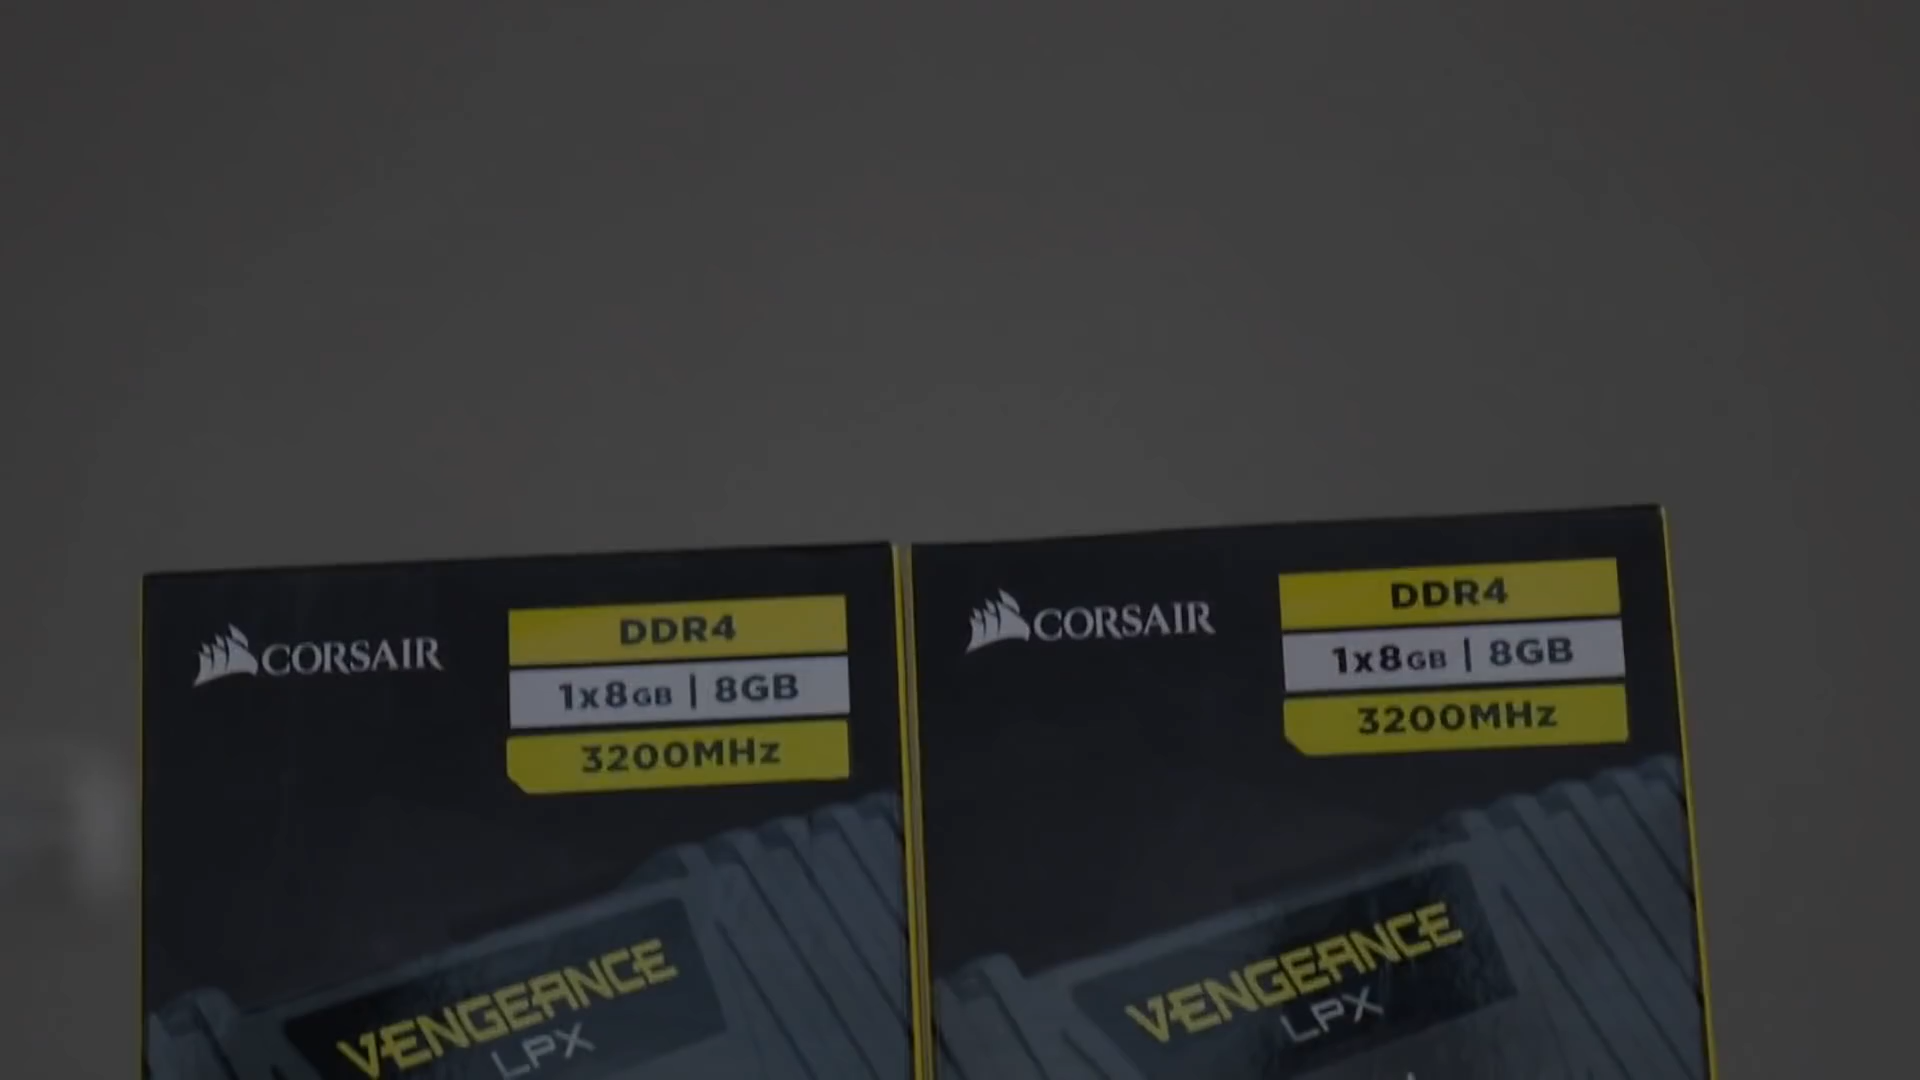 CORSAIR
DDR4
1x8GB | 8GB
3200MHz
VENGEANCE
LPX
CORSAIR
DDR4
1x8GB | 8GB
3200MHz
VENGEANCE
LPX